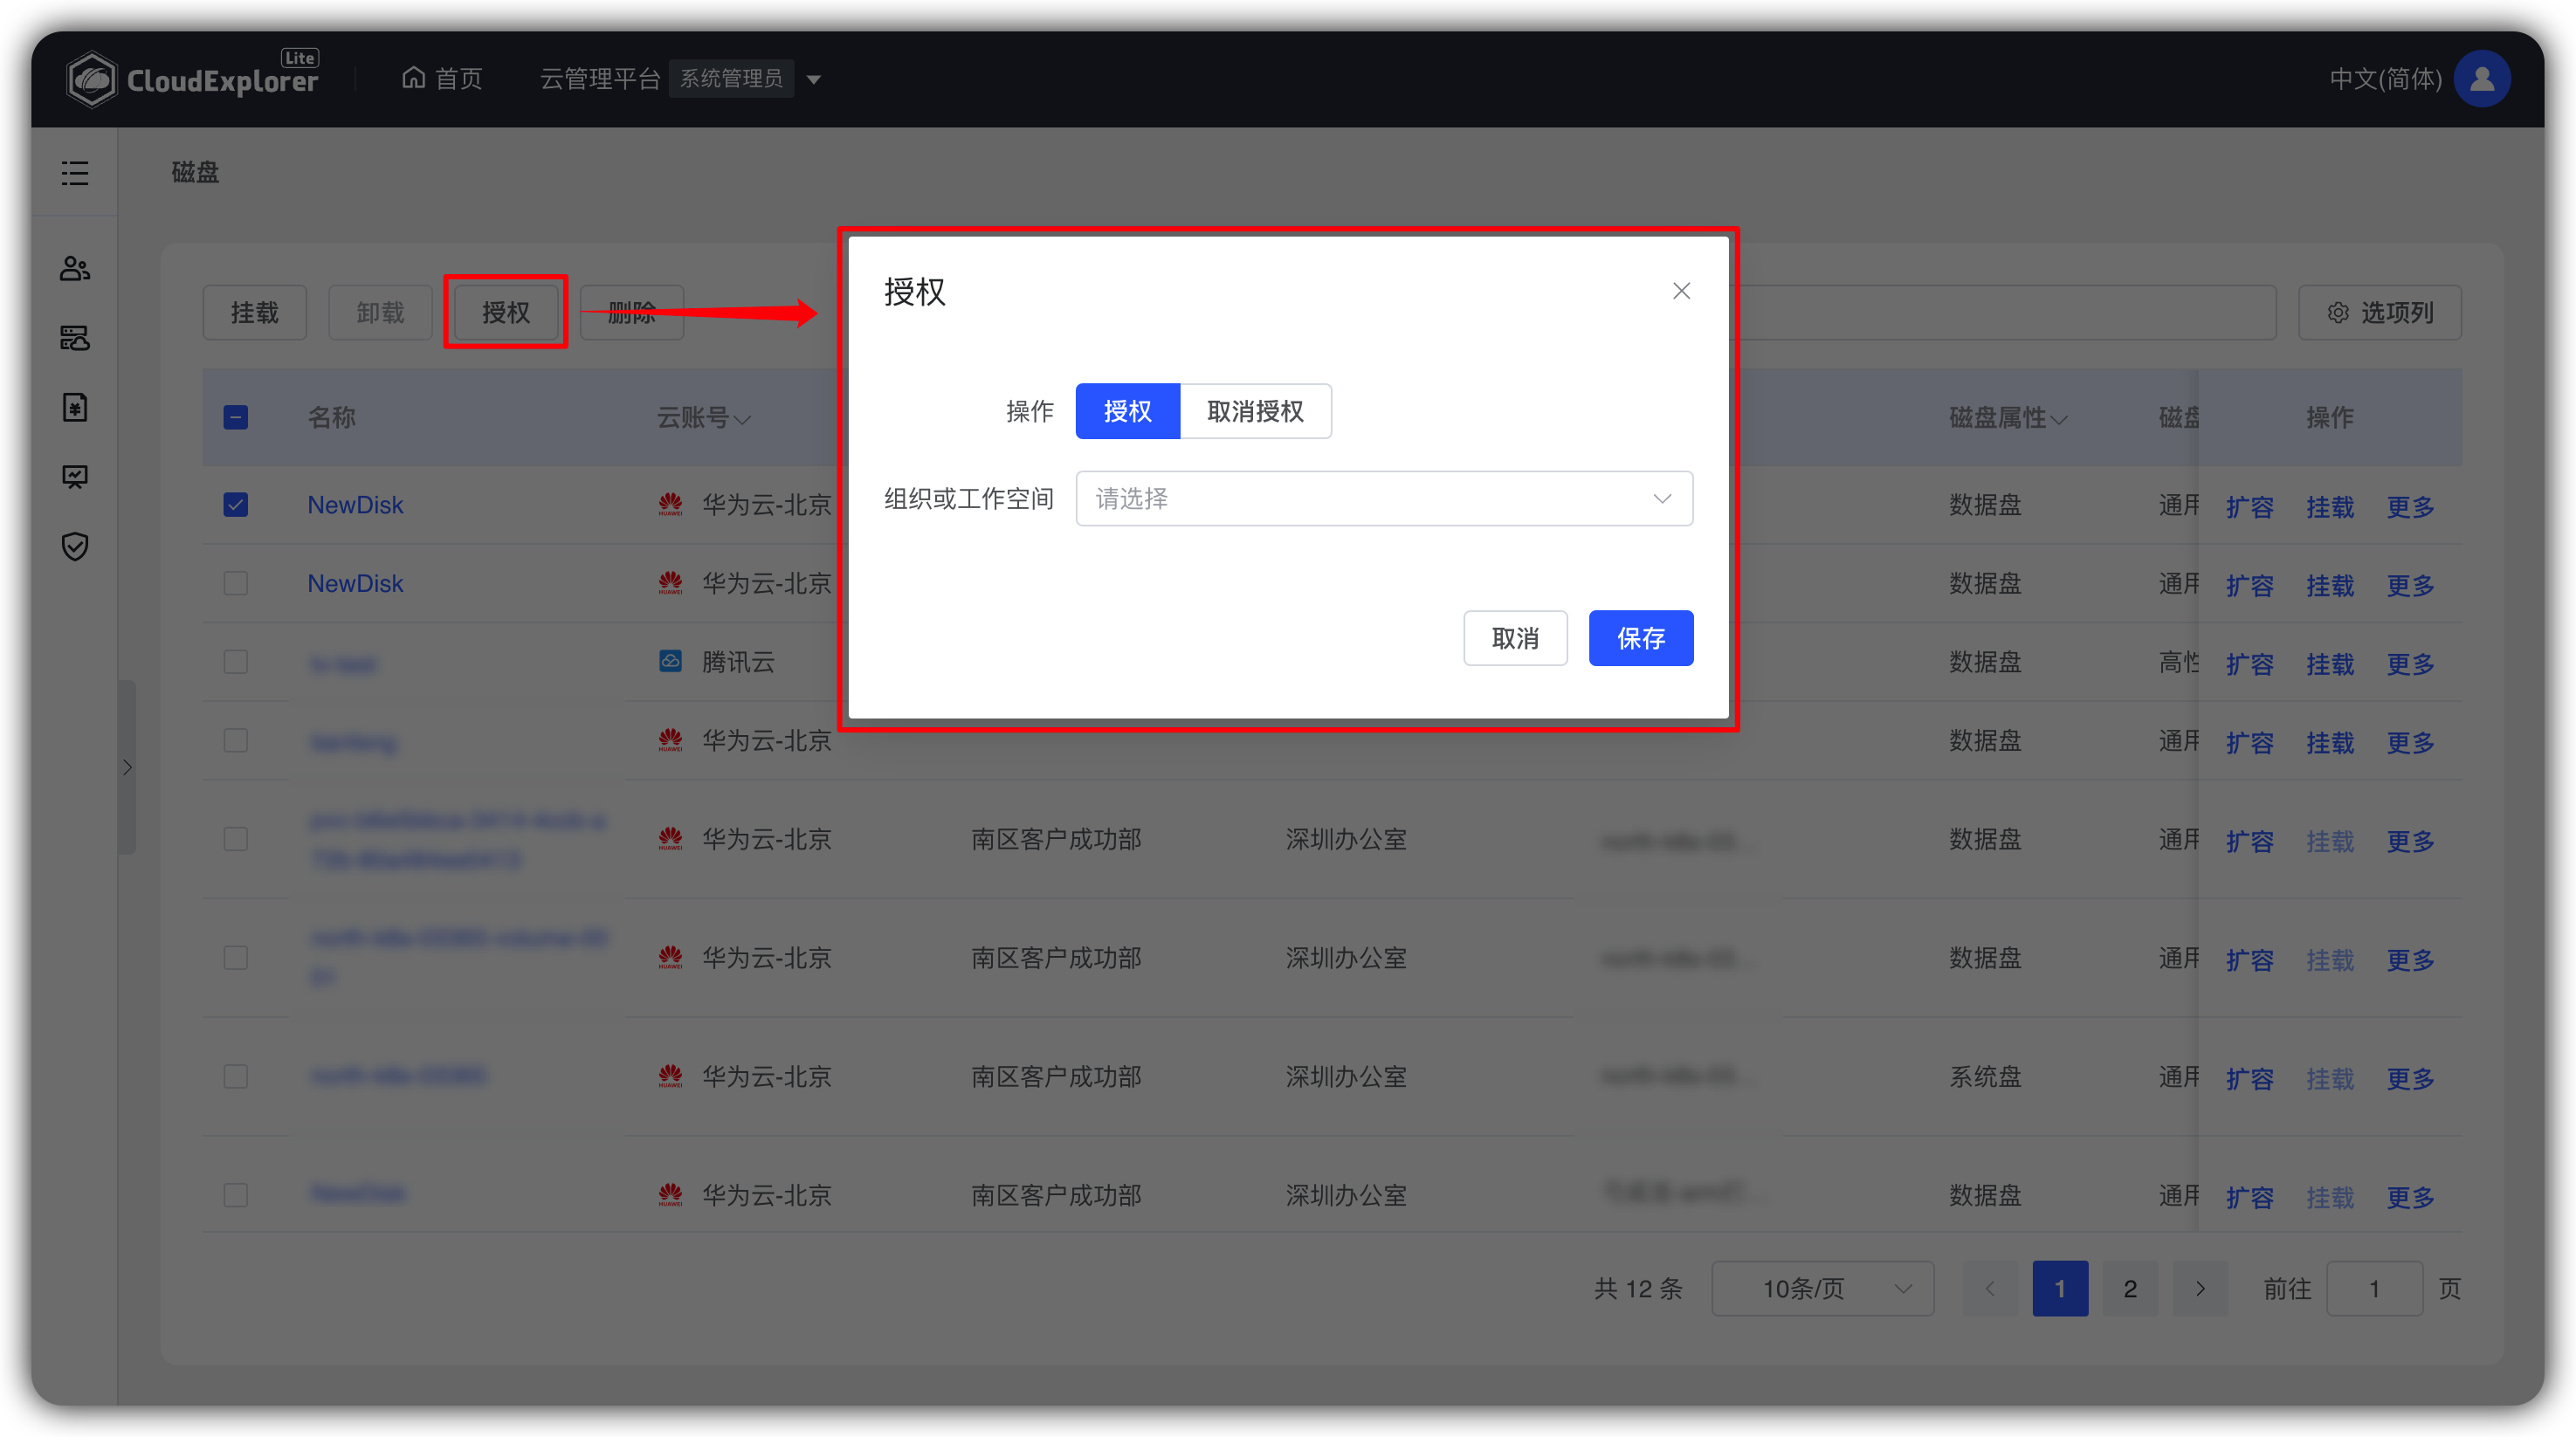 CloudExplorer Lite 首页 云管理平台 系统管理员 中文(简体)
磁盘
挂载 卸载 授权 删除 选项列
授权
操作 授权 取消授权
组织或工作空间 请选择
取消 保存
名称 云账号 磁盘属性 磁盘 操作
NewDisk HUAWEI 华为云-北京 数据盘 通用 扩容 挂载 更多
NewDisk HUAWEI 华为云-北京 数据盘 通用 扩容 挂载 更多
腾讯云 数据盘 高性 扩容 挂载 更多
HUAWEI 华为云-北京 数据盘 通用 扩容 挂载 更多
HUAWEI 华为云-北京 南区客户成功部 深圳办公室 数据盘 通用 扩容 挂载 更多
HUAWEI 华为云-北京 南区客户成功部 深圳办公室 数据盘 通用 扩容 挂载 更多
HUAWEI 华为云-北京 南区客户成功部 深圳办公室 系统盘 通用 扩容 挂载 更多
HUAWEI 华为云-北京 南区客户成功部 深圳办公室 数据盘 通用 扩容 挂载 更多
共 12 条 10条/页 1 2 前往 1 页